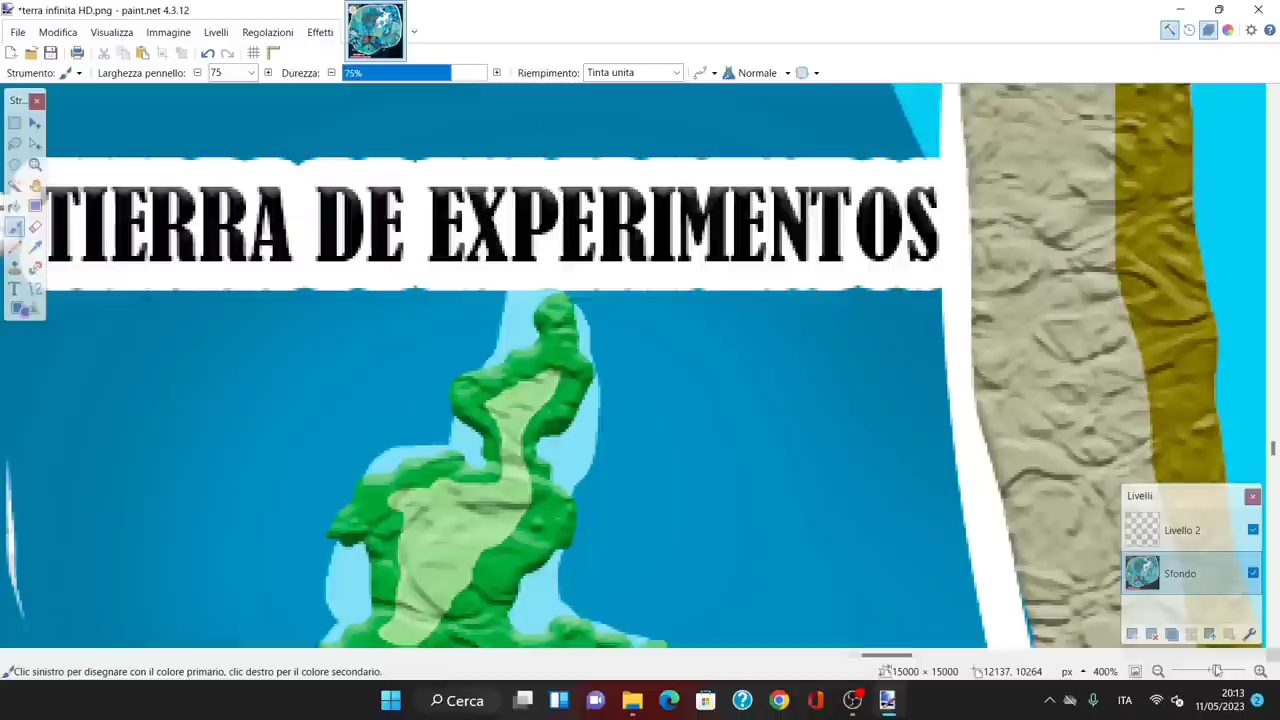 *terra infinita HD.png - paint.net 4.3.12
File Modifica Visualizza Immagine Livelli Regolazioni Effetti
Strumento: Larghezza pennello: 75 Durezza: 75% Riempimento: Tinta unita Normale
Str...
TIERRA DE EXPERIMENTOS
Livelli
Livello 2
Sfondo
Clic sinistro per disegnare con il colore primario, clic destro per il colore secondario. 15000 × 15000 12137, 10264 px 400%
Cerca ITA 20:13
11/05/2023 2